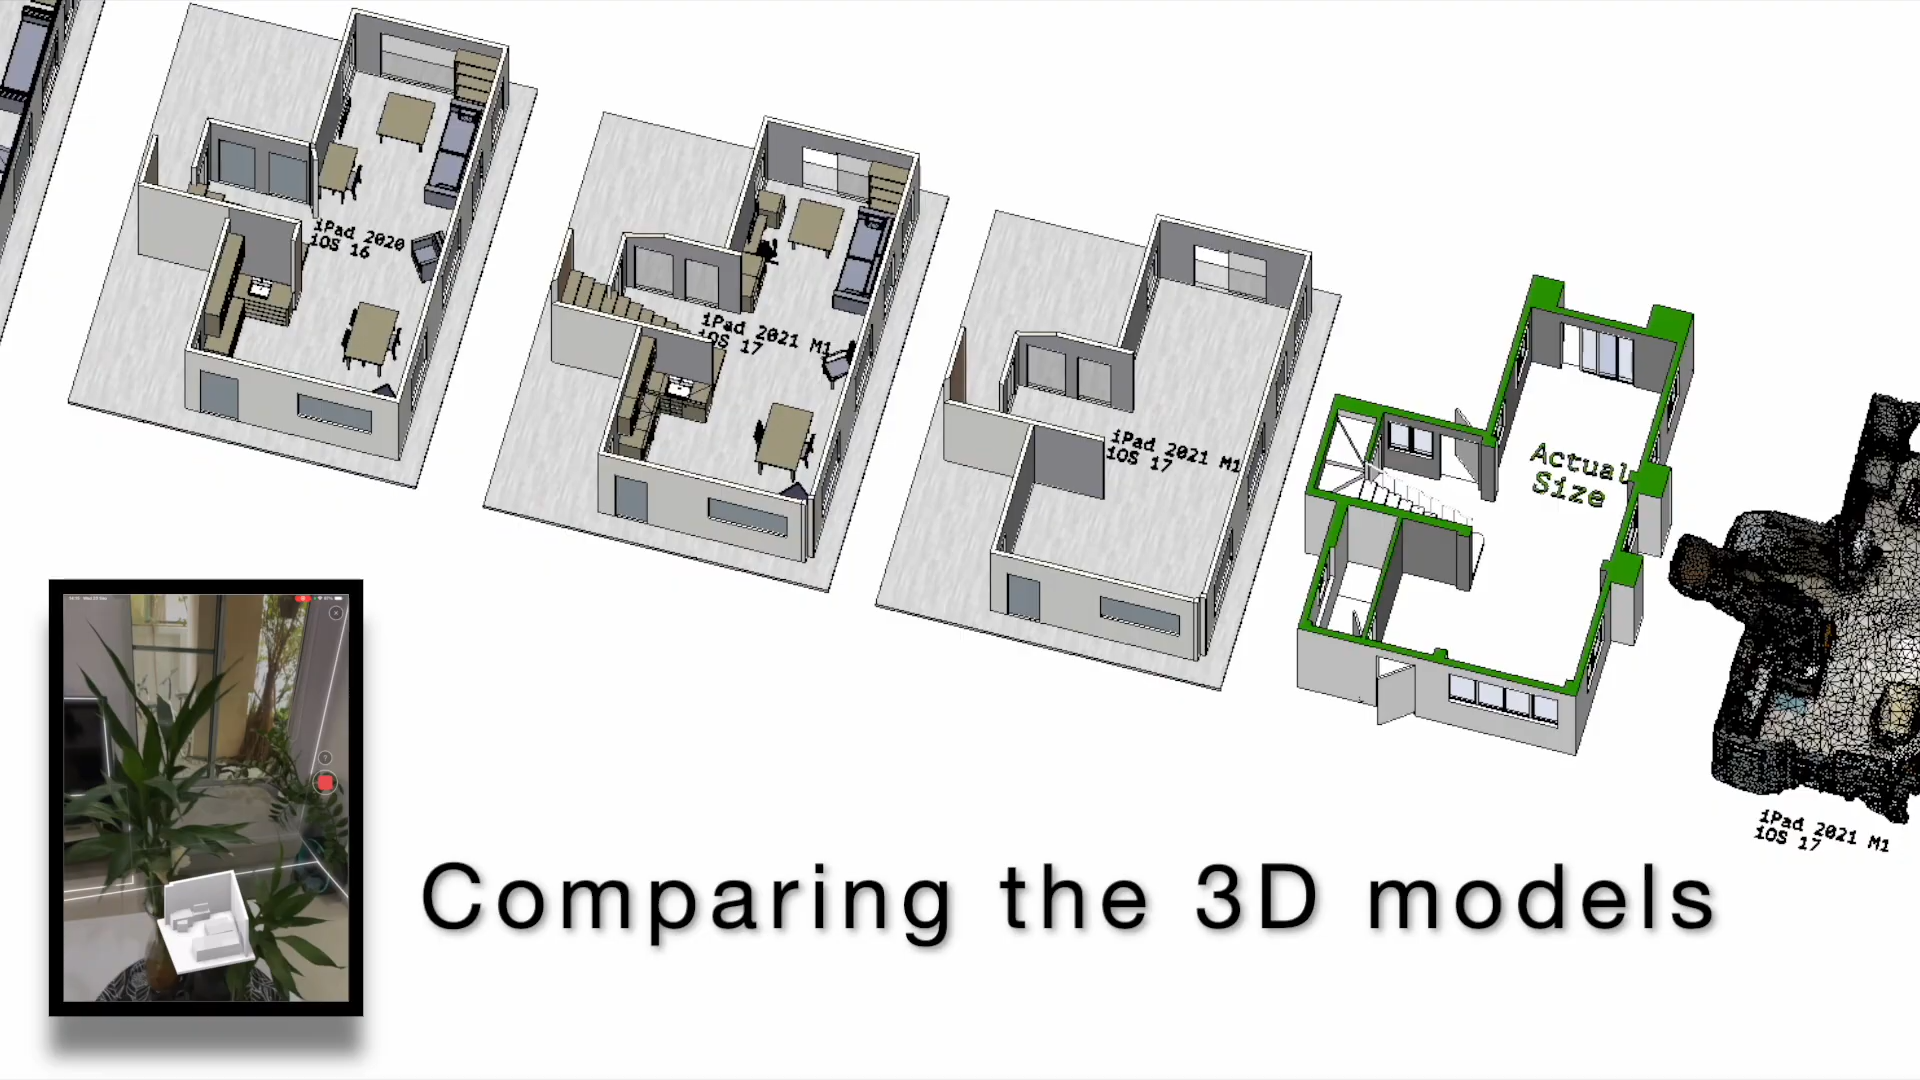 iPad 2020
iOS 16
iPad 2021 M1
iOS 17
iPad 2021 M1
iOS 17
Actual
Size
iPad 2021 M1
iOS 17
Comparing the 3D models